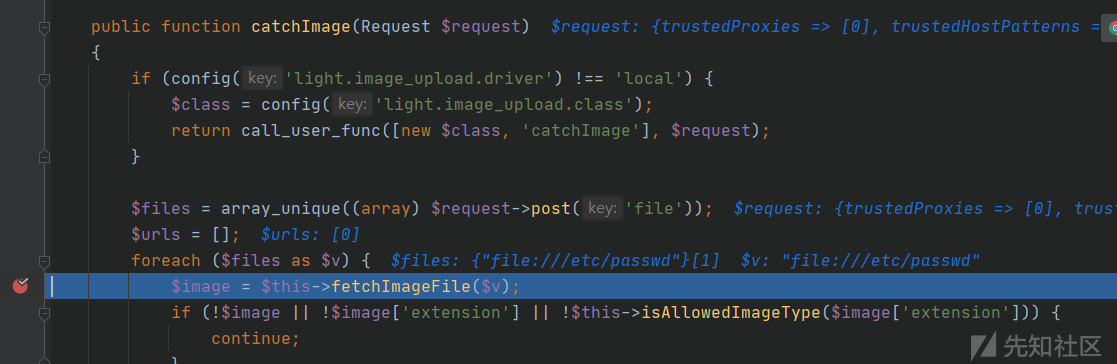 public function catchImage(Request $request)  $request: {trustedProxies => [0], trustedHostPatterns =
{
if (config( key: 'light.image_upload.driver') !== 'local') {
$class = config( key: 'light.image_upload.class');
return call_user_func([new $class, 'catchImage'], $request);
}
$files = array_unique((array) $request->post( key: 'file'));  $request: {trustedProxies => [0], trust
$urls = [];  $urls: [0]
foreach ($files as $v) {  $files: {"file:///etc/passwd"}[1]  $v: "file:///etc/passwd"
$image = $this->fetchImageFile($v);
if (!$image || !$image['extension'] || !$this->isAllowedImageType($image['extension'])) {
continue;
}
先知社区